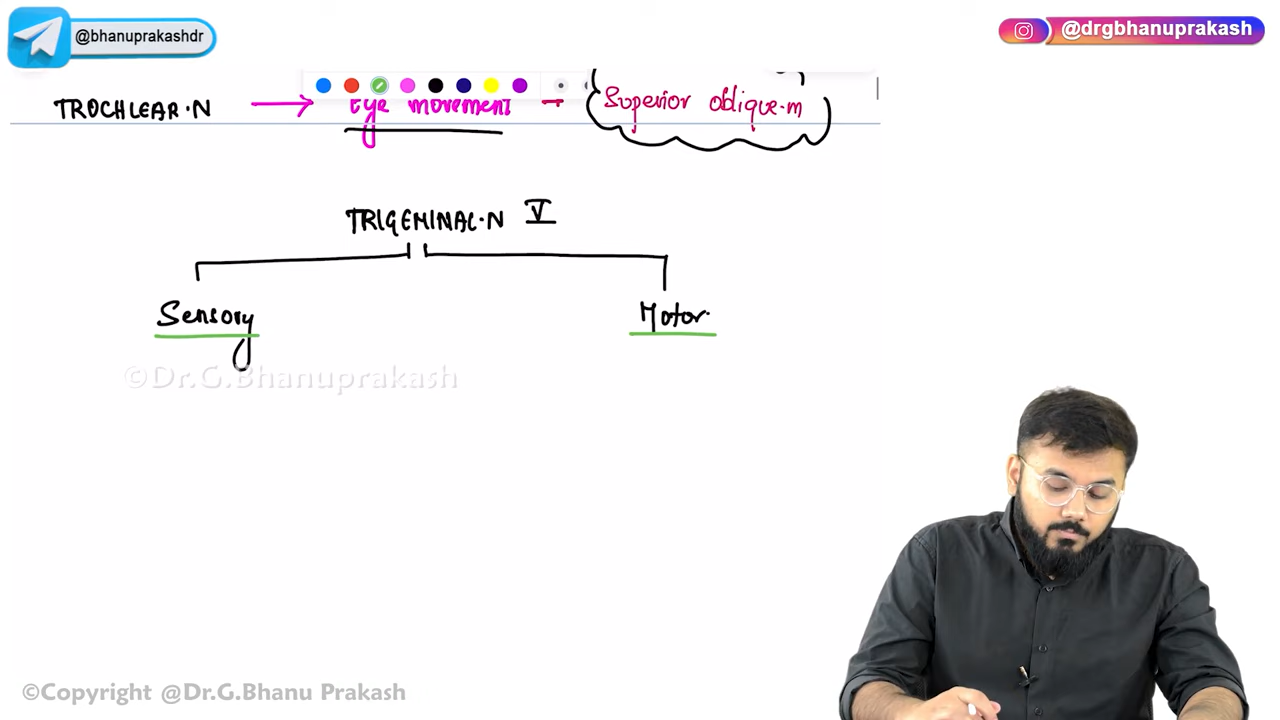 @bhanuprakashdr
@drgbhanuprakash
TROCHLEAR.N → Eye movement - Superior oblique.m
TRIGEMINAL.N V
Sensory Motor.
©Dr.G.Bhanuprakash
©Copyright @Dr.G.Bhanu Prakash